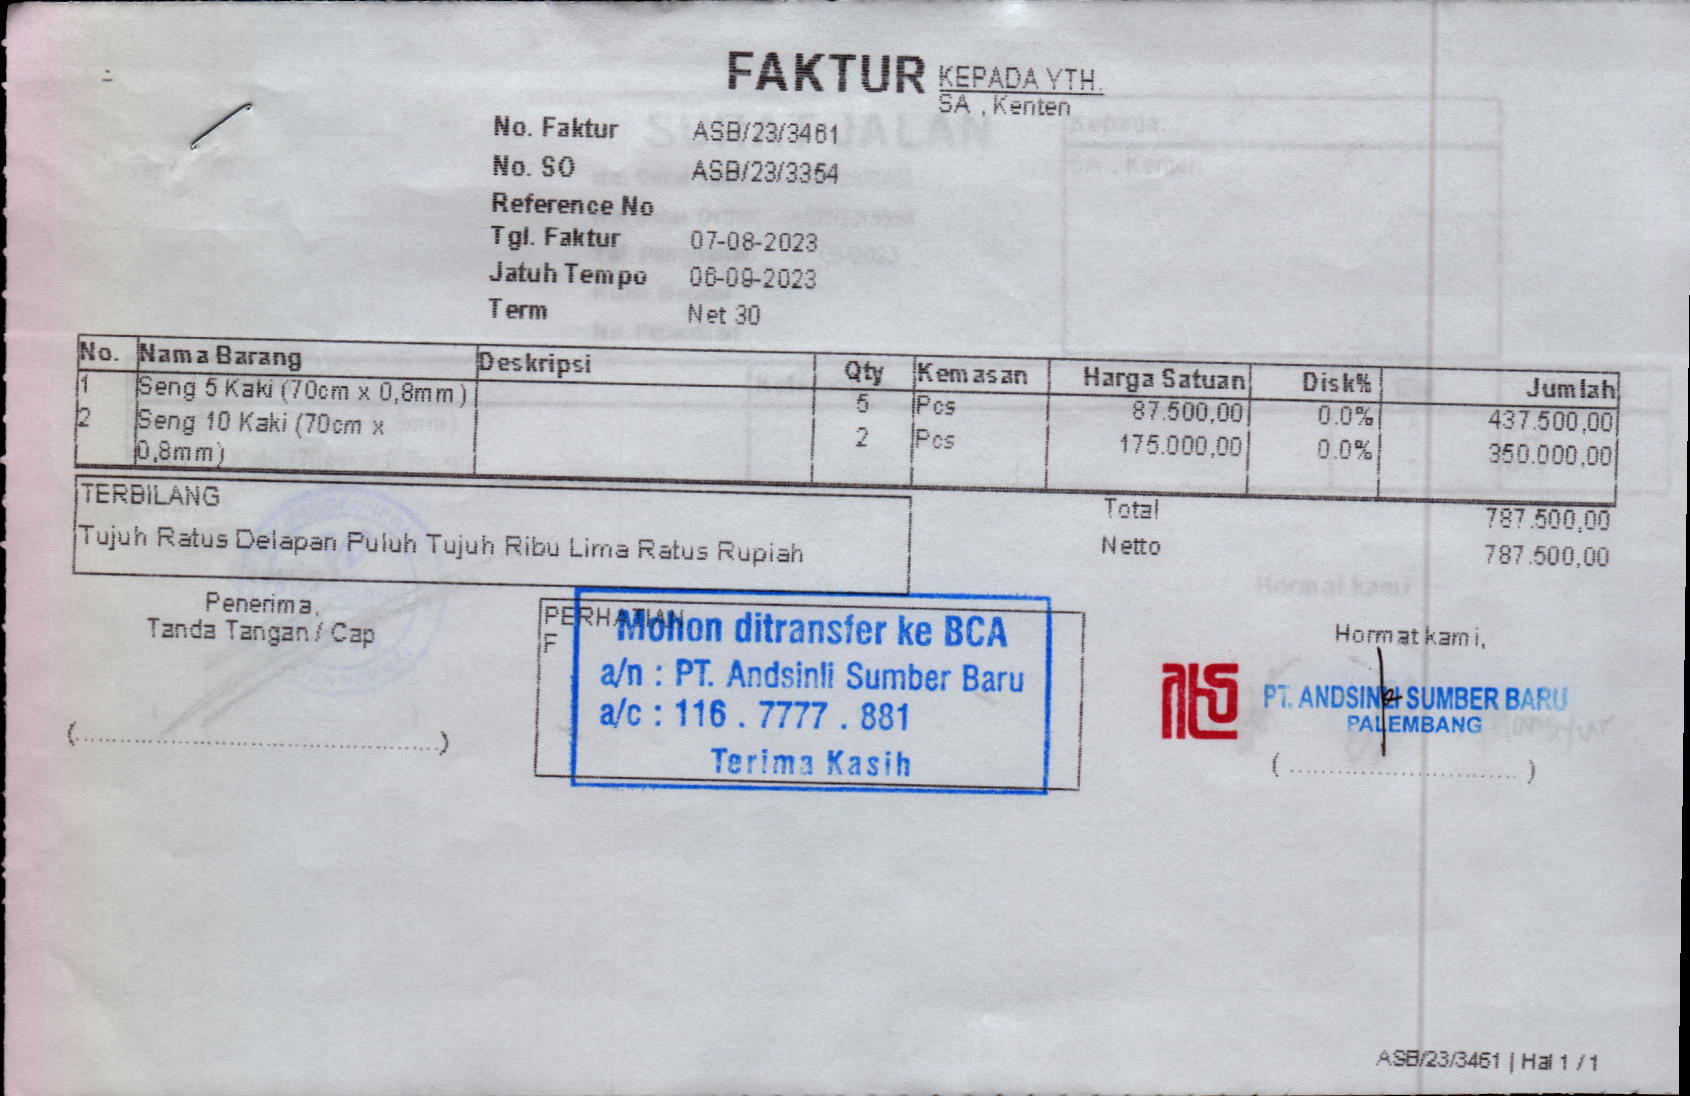 FAKTUR
KEPADA YTH.
SA , Kenten
No. Faktur ASB/23/3461
No. SO ASB/23/3354
Reference No
Tgl. Faktur 07-08-2023
Jatuh Tempo 06-09-2023
Term Net 30
No. Nama Barang Deskripsi Qty Kemasan Harga Satuan Disk% Jumlah
1 Seng 5 Kaki (70cm x 0,8mm) 5 Pcs 87.500,00 0.0% 437.500,00
2 Seng 10 Kaki (70cm x 2 Pcs 175.000,00 0.0% 350.000,00
0,8mm)
TERBILANG
Tujuh Ratus Delapan Puluh Tujuh Ribu Lima Ratus Rupiah
Total 787.500,00
Netto 787.500,00
Penerima,
Tanda Tangan / Cap
(..........................................)
PERHATIAN
F
Mohon ditransfer ke BCA
a/n : PT. Andsinli Sumber Baru
a/c : 116 . 7777 . 881
Terima Kasih
Hormat kami,
PT. ANDSINLI SUMBER BARU
PALEMBANG
( .............................. )
ASB/23/3461 | Hal 1 / 1